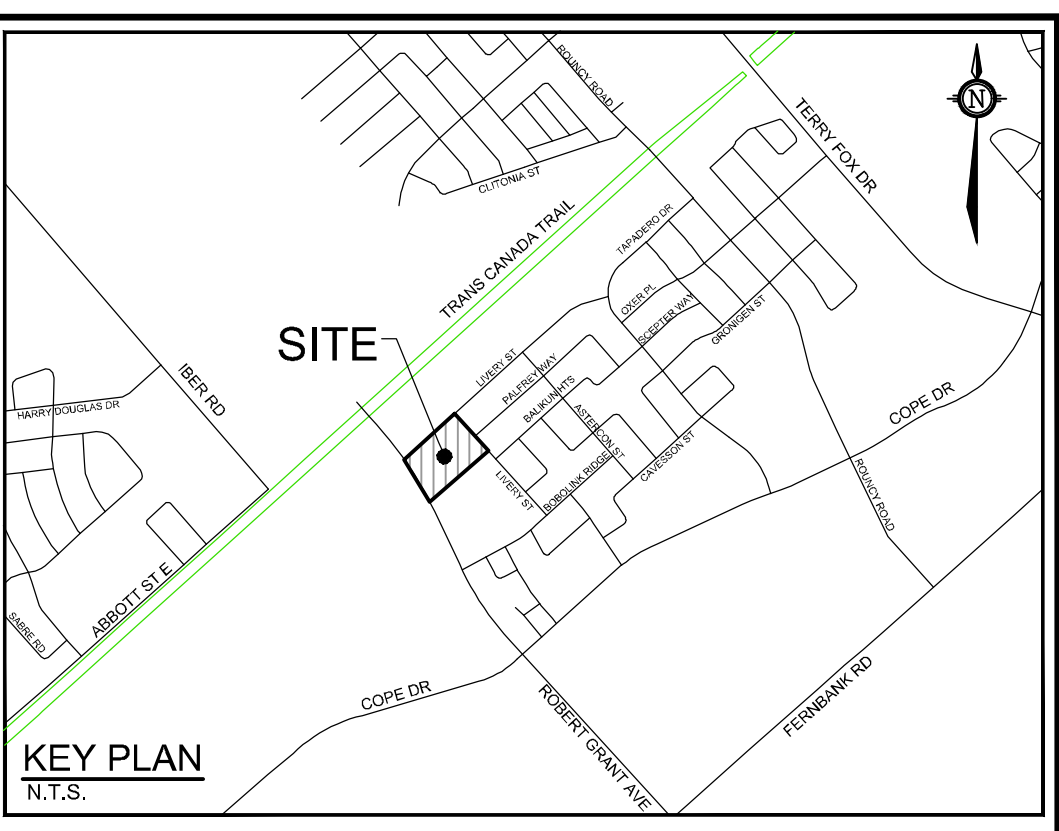 ROUNCY ROAD
N
TERRY FOX DR
CLITONIA ST
TRANS CANADA TRAIL
TAPADERO DR
OXER PL
SCEPTER WAY
GRONIGEN ST
SITE
LIVERY ST
PALFREY WAY
BALIKUN HTS
IBER RD
HARRY DOUGLAS DR
ASTERCON ST
COPE DR
CAVESSON ST
BOBOLINK RIDGE
LIVERY ST
ROUNCY ROAD
ABBOTT ST E
SABRE RD
FERNBANK RD
COPE DR
ROBERT GRANT AVE
KEY PLAN
N.T.S.